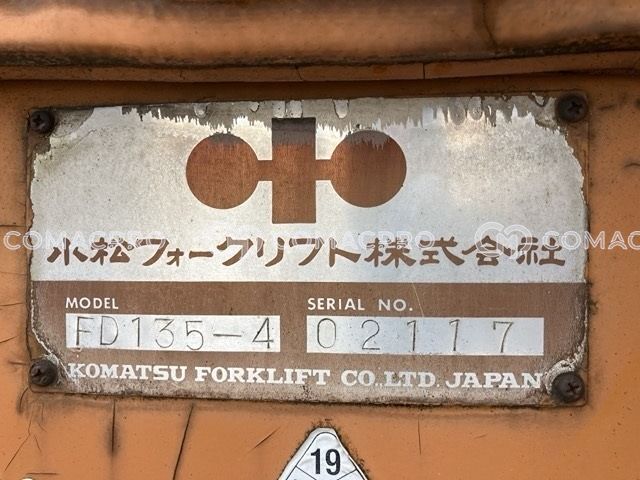 小松フォークリフト株式会社
MODEL SERIAL NO.
FD135-4 02117
KOMATSU FORKLIFT CO.,LTD. JAPAN
19